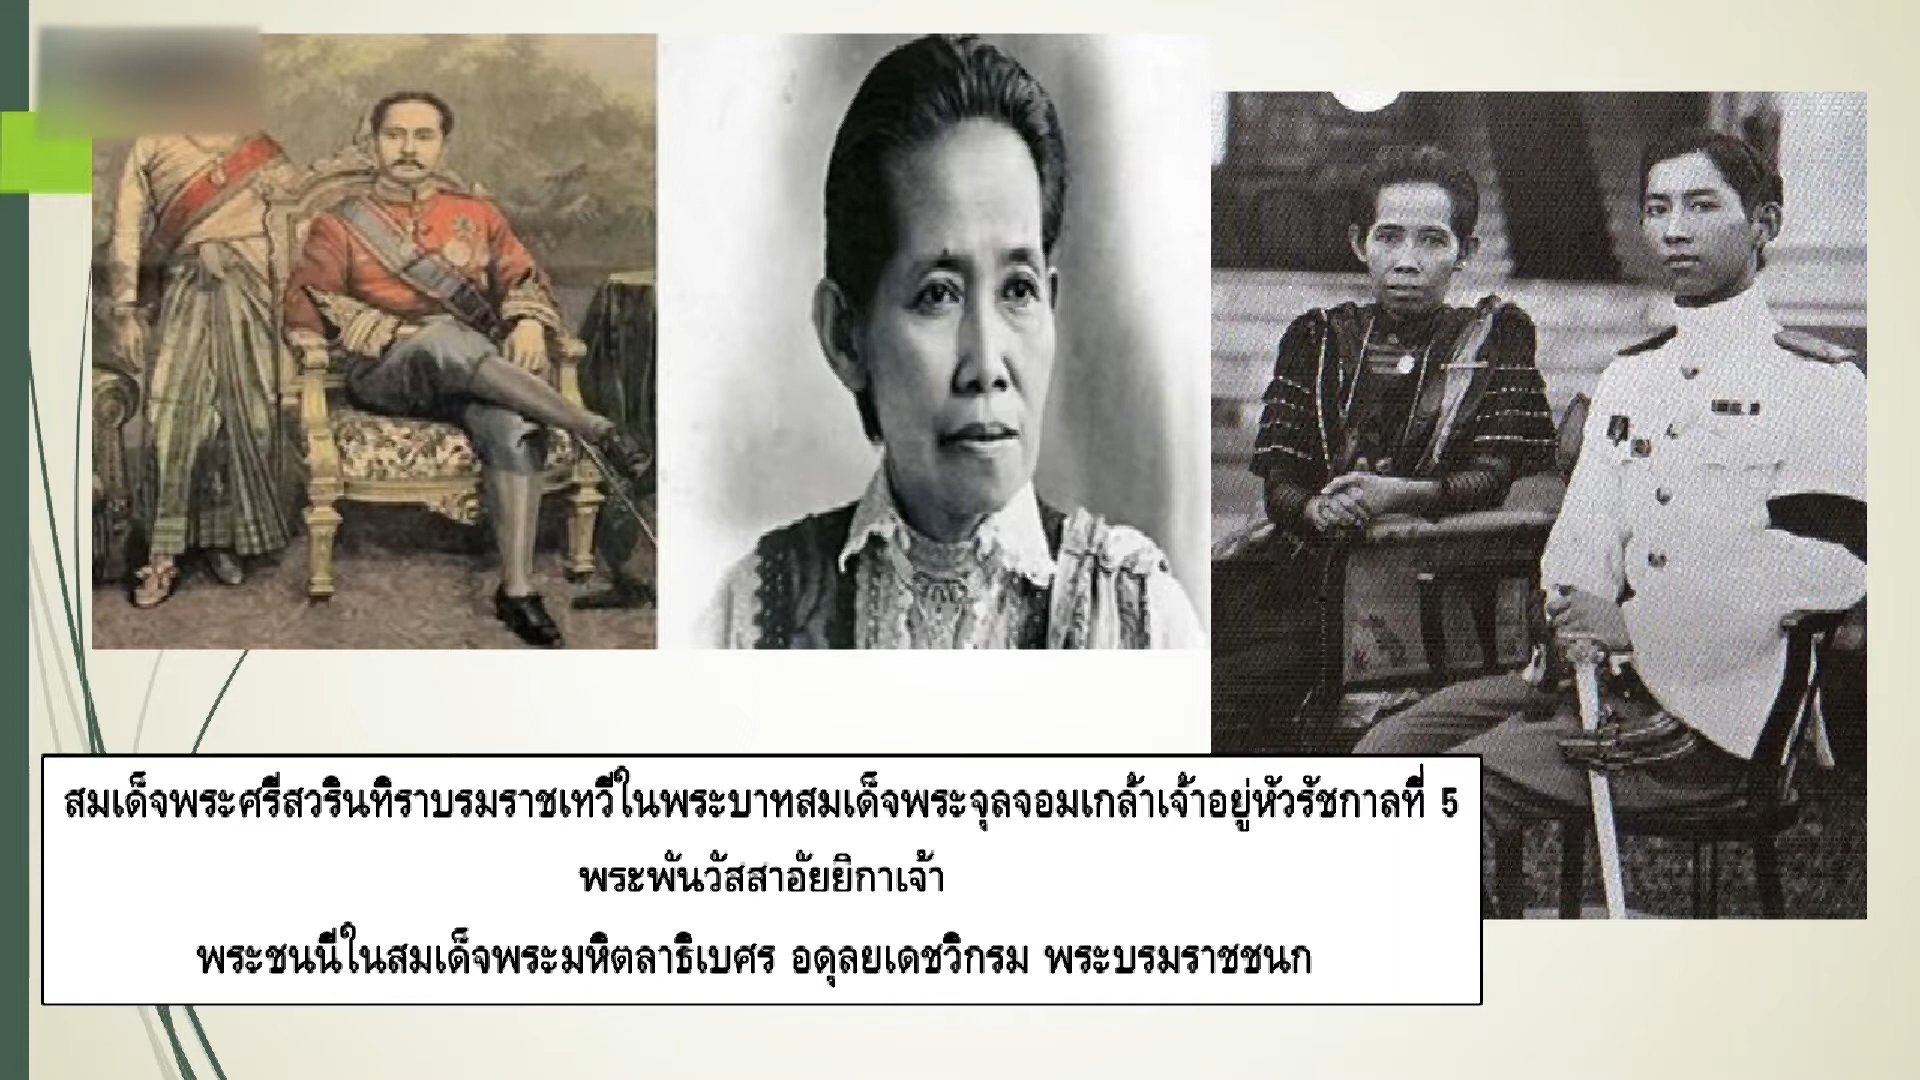 สมเด็จพระศรีสวรินทิราบรมราชเทวีในพระบาทสมเด็จพระจุลจอมเกล้าเจ้าอยู่หัวรัชกาลที่ 5
พระพันวัสสาอัยยิกาเจ้า
พระชนนีในสมเด็จพระมหิตลาธิเบศร อดุลยเดชวิกรม พระบรมราชชนก